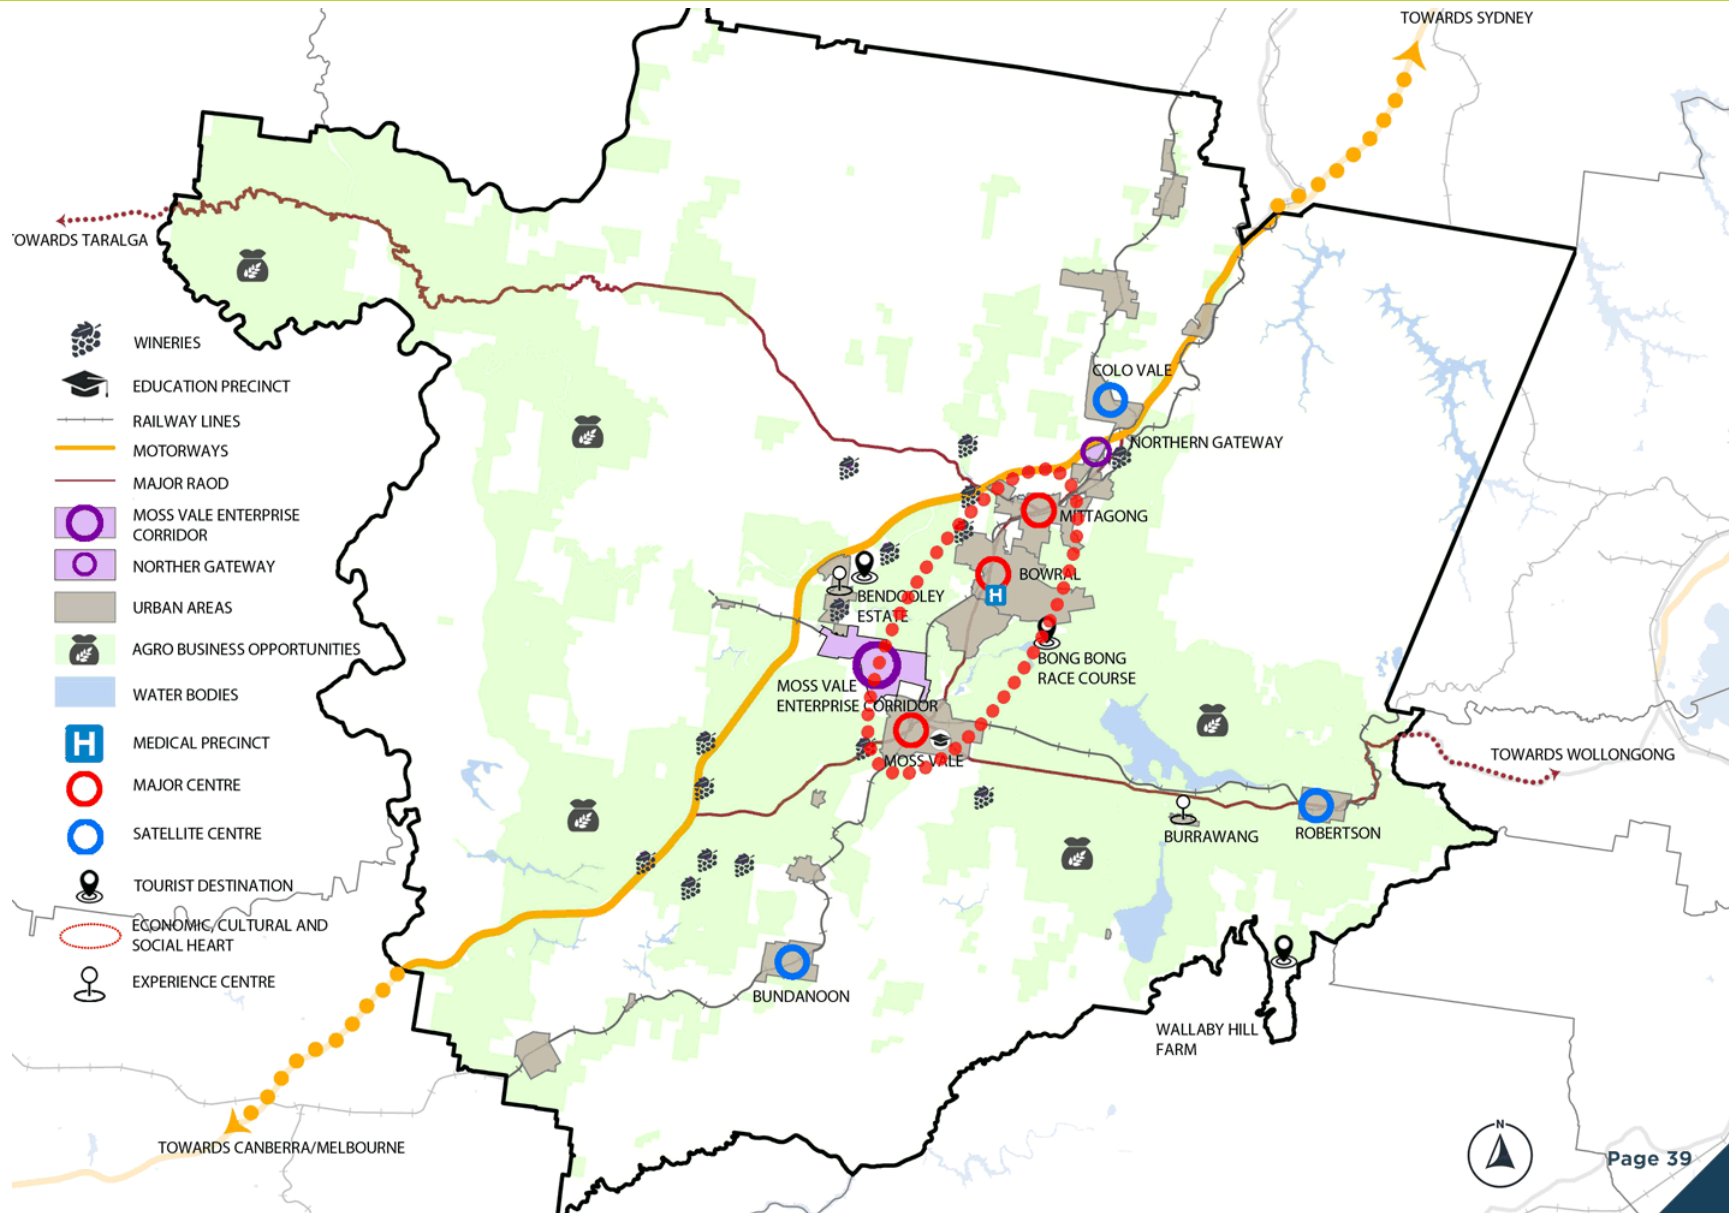 TOWARDS SYDNEY
OWARDS TARALGA
WINERIES
EDUCATION PRECINCT
RAILWAY LINES
MOTORWAYS
MAJOR RAOD
MOSS VALE ENTERPRISE
CORRIDOR
NORTHER GATEWAY
URBAN AREAS
AGRO BUSINESS OPPORTUNITIES
WATER BODIES
H
MEDICAL PRECINCT
MAJOR CENTRE
SATELLITE CENTRE
TOURIST DESTINATION
ECONOMIC, CULTURAL AND
SOCIAL HEART
EXPERIENCE CENTRE
COLO VALE
NORTHERN GATEWAY
MITTAGONG
BOWRAL
H
BENDOOLEY
ESTATE
BONG BONG
RACE COURSE
MOSS VALE
ENTERPRISE CORRIDOR
MOSS VALE
TOWARDS WOLLONGONG
BURRAWANG
ROBERTSON
BUNDANOON
WALLABY HILL
FARM
TOWARDS CANBERRA/MELBOURNE
N
Page 39